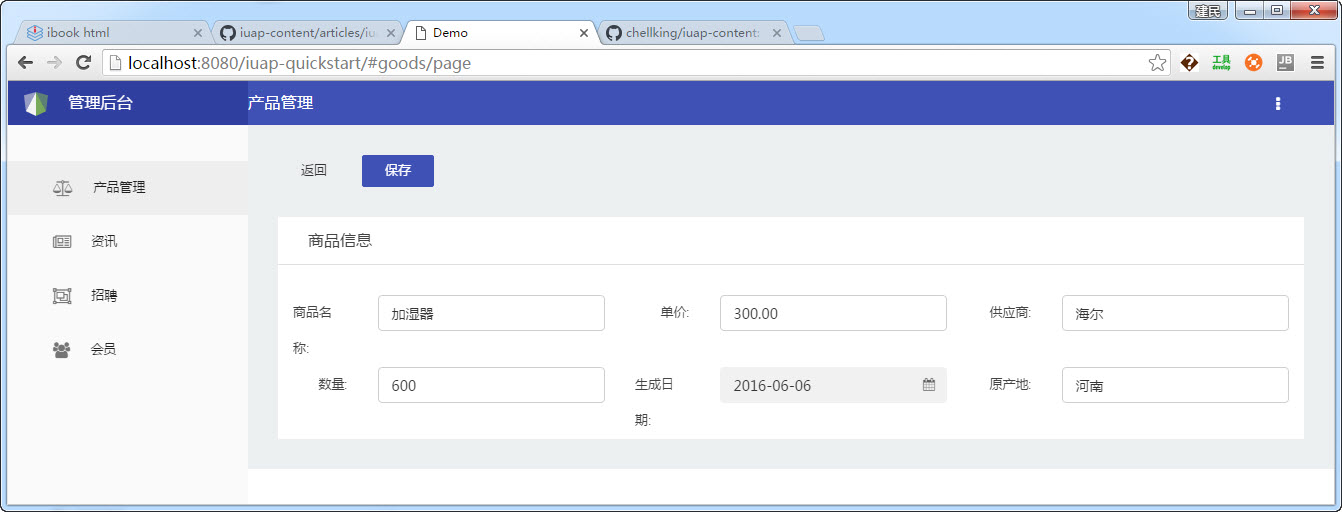 建民
ibook html
iuap-content/articles/iu
Demo
chellking/iuap-content
localhost:8080/iuap-quickstart/#goods/page
工具
develop
JB
管理后台
产品管理
产品管理
资讯
招聘
会员
返回
保存
商品信息
商品名称:
加湿器
单价:
300.00
供应商:
海尔
数量:
600
生成日期:
2016-06-06
原产地:
河南